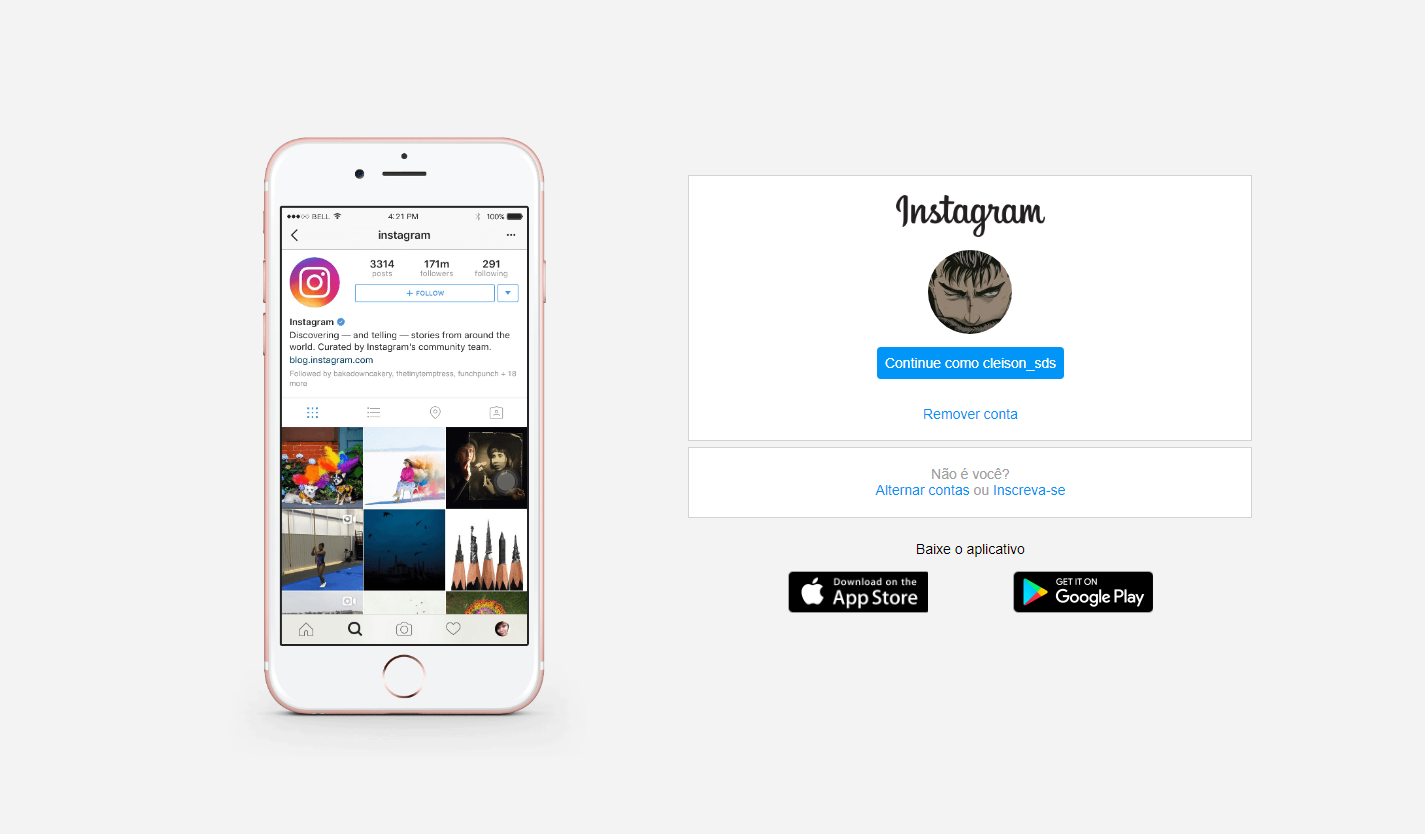 BELL
4:21 PM
100%
instagram
3314
171m
291
posts
followers
following
+ FOLLOW
Instagram
Discovering — and telling — stories from around the
world. Curated by Instagram's community team.
blog.instagram.com
Followed by bakedowncakery, thetinytemptress, funchpunch + 18
more
Instagram
Continue como cleison_sds
Remover conta
Não é você?
Alternar contas ou Inscreva-se
Baixe o aplicativo
Download on the
App Store
GET IT ON
Google Play